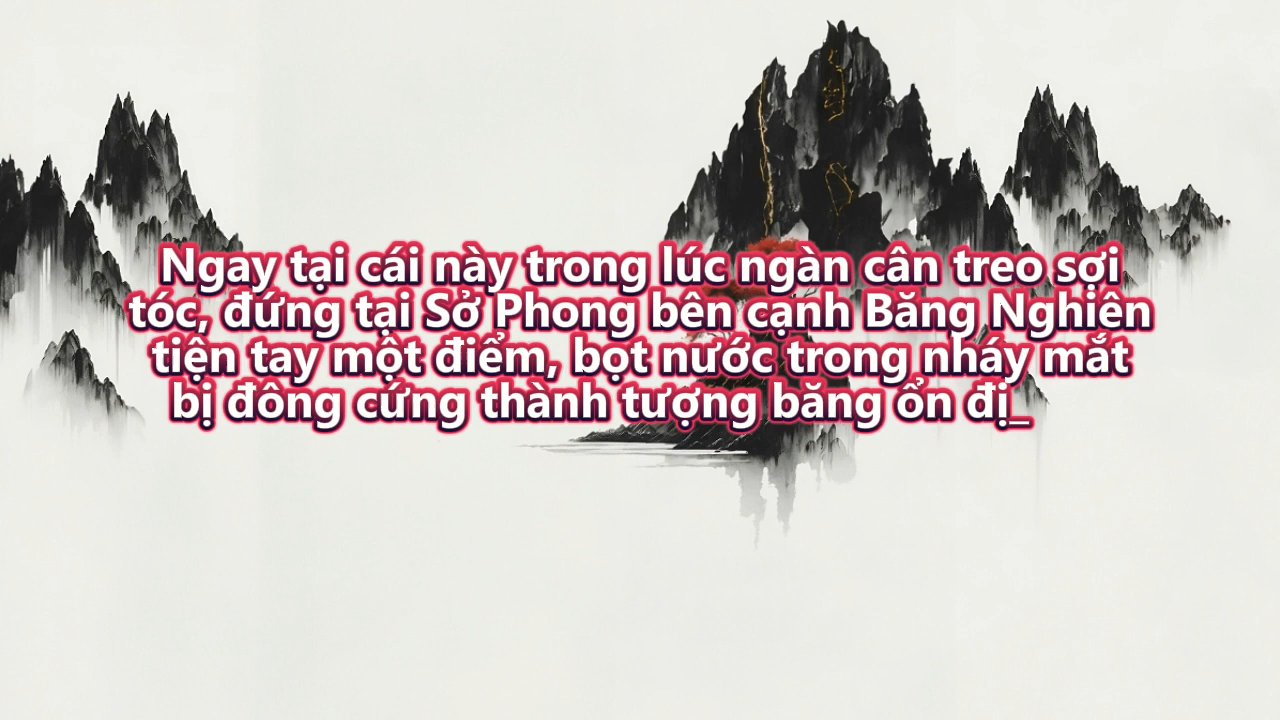 Ngay tại cái này trong lúc ngàn cân treo sợi
tóc, đứng tại Sở Phong bên cạnh Băng Nghiên
tiện tay một điểm, bọt nước trong nháy mắt
bị đông cứng thành tượng băng ổn đị_